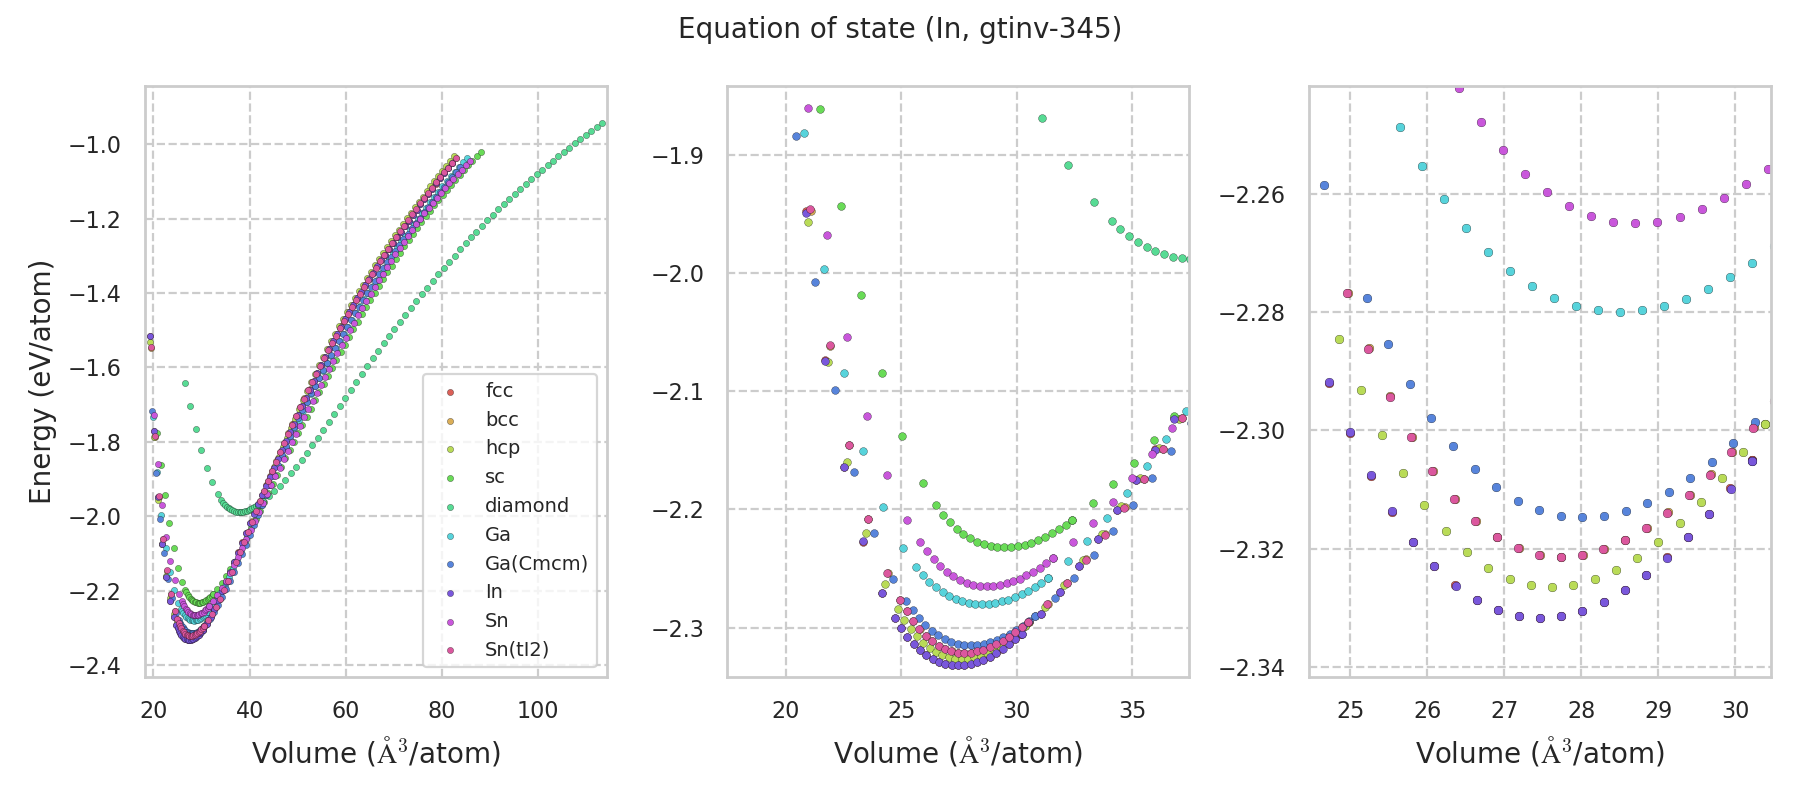 Equation of state (In, gtinv-345)
Energy (eV/atom)
−1.0
−1.2
−1.4
−1.6
−1.8
−2.0
−2.2
−2.4
20 40 60 80 100
Volume (Å³/atom)
fcc
bcc
hcp
sc
diamond
Ga
Ga(Cmcm)
In
Sn
Sn(tI2)
−1.9
−2.0
−2.1
−2.2
−2.3
20 25 30 35
Volume (Å³/atom)
−2.26
−2.28
−2.30
−2.32
−2.34
25 26 27 28 29 30
Volume (Å³/atom)